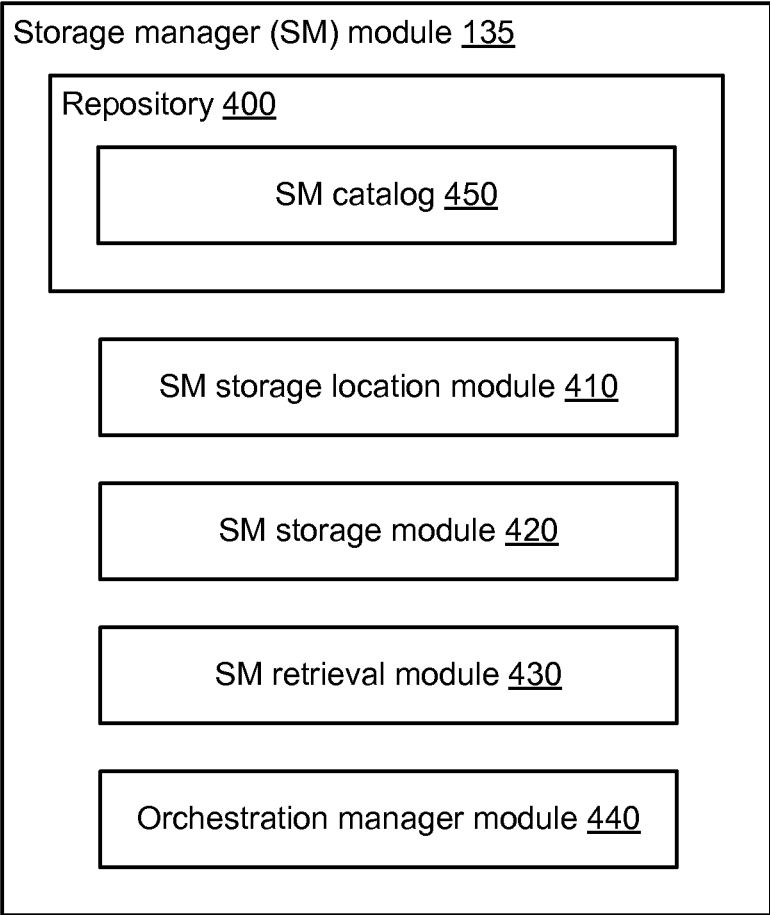 Storage manager (SM) module 135
Repository 400
SM catalog 450
SM storage location module 410
SM storage module 420
SM retrieval module 430
Orchestration manager module 440